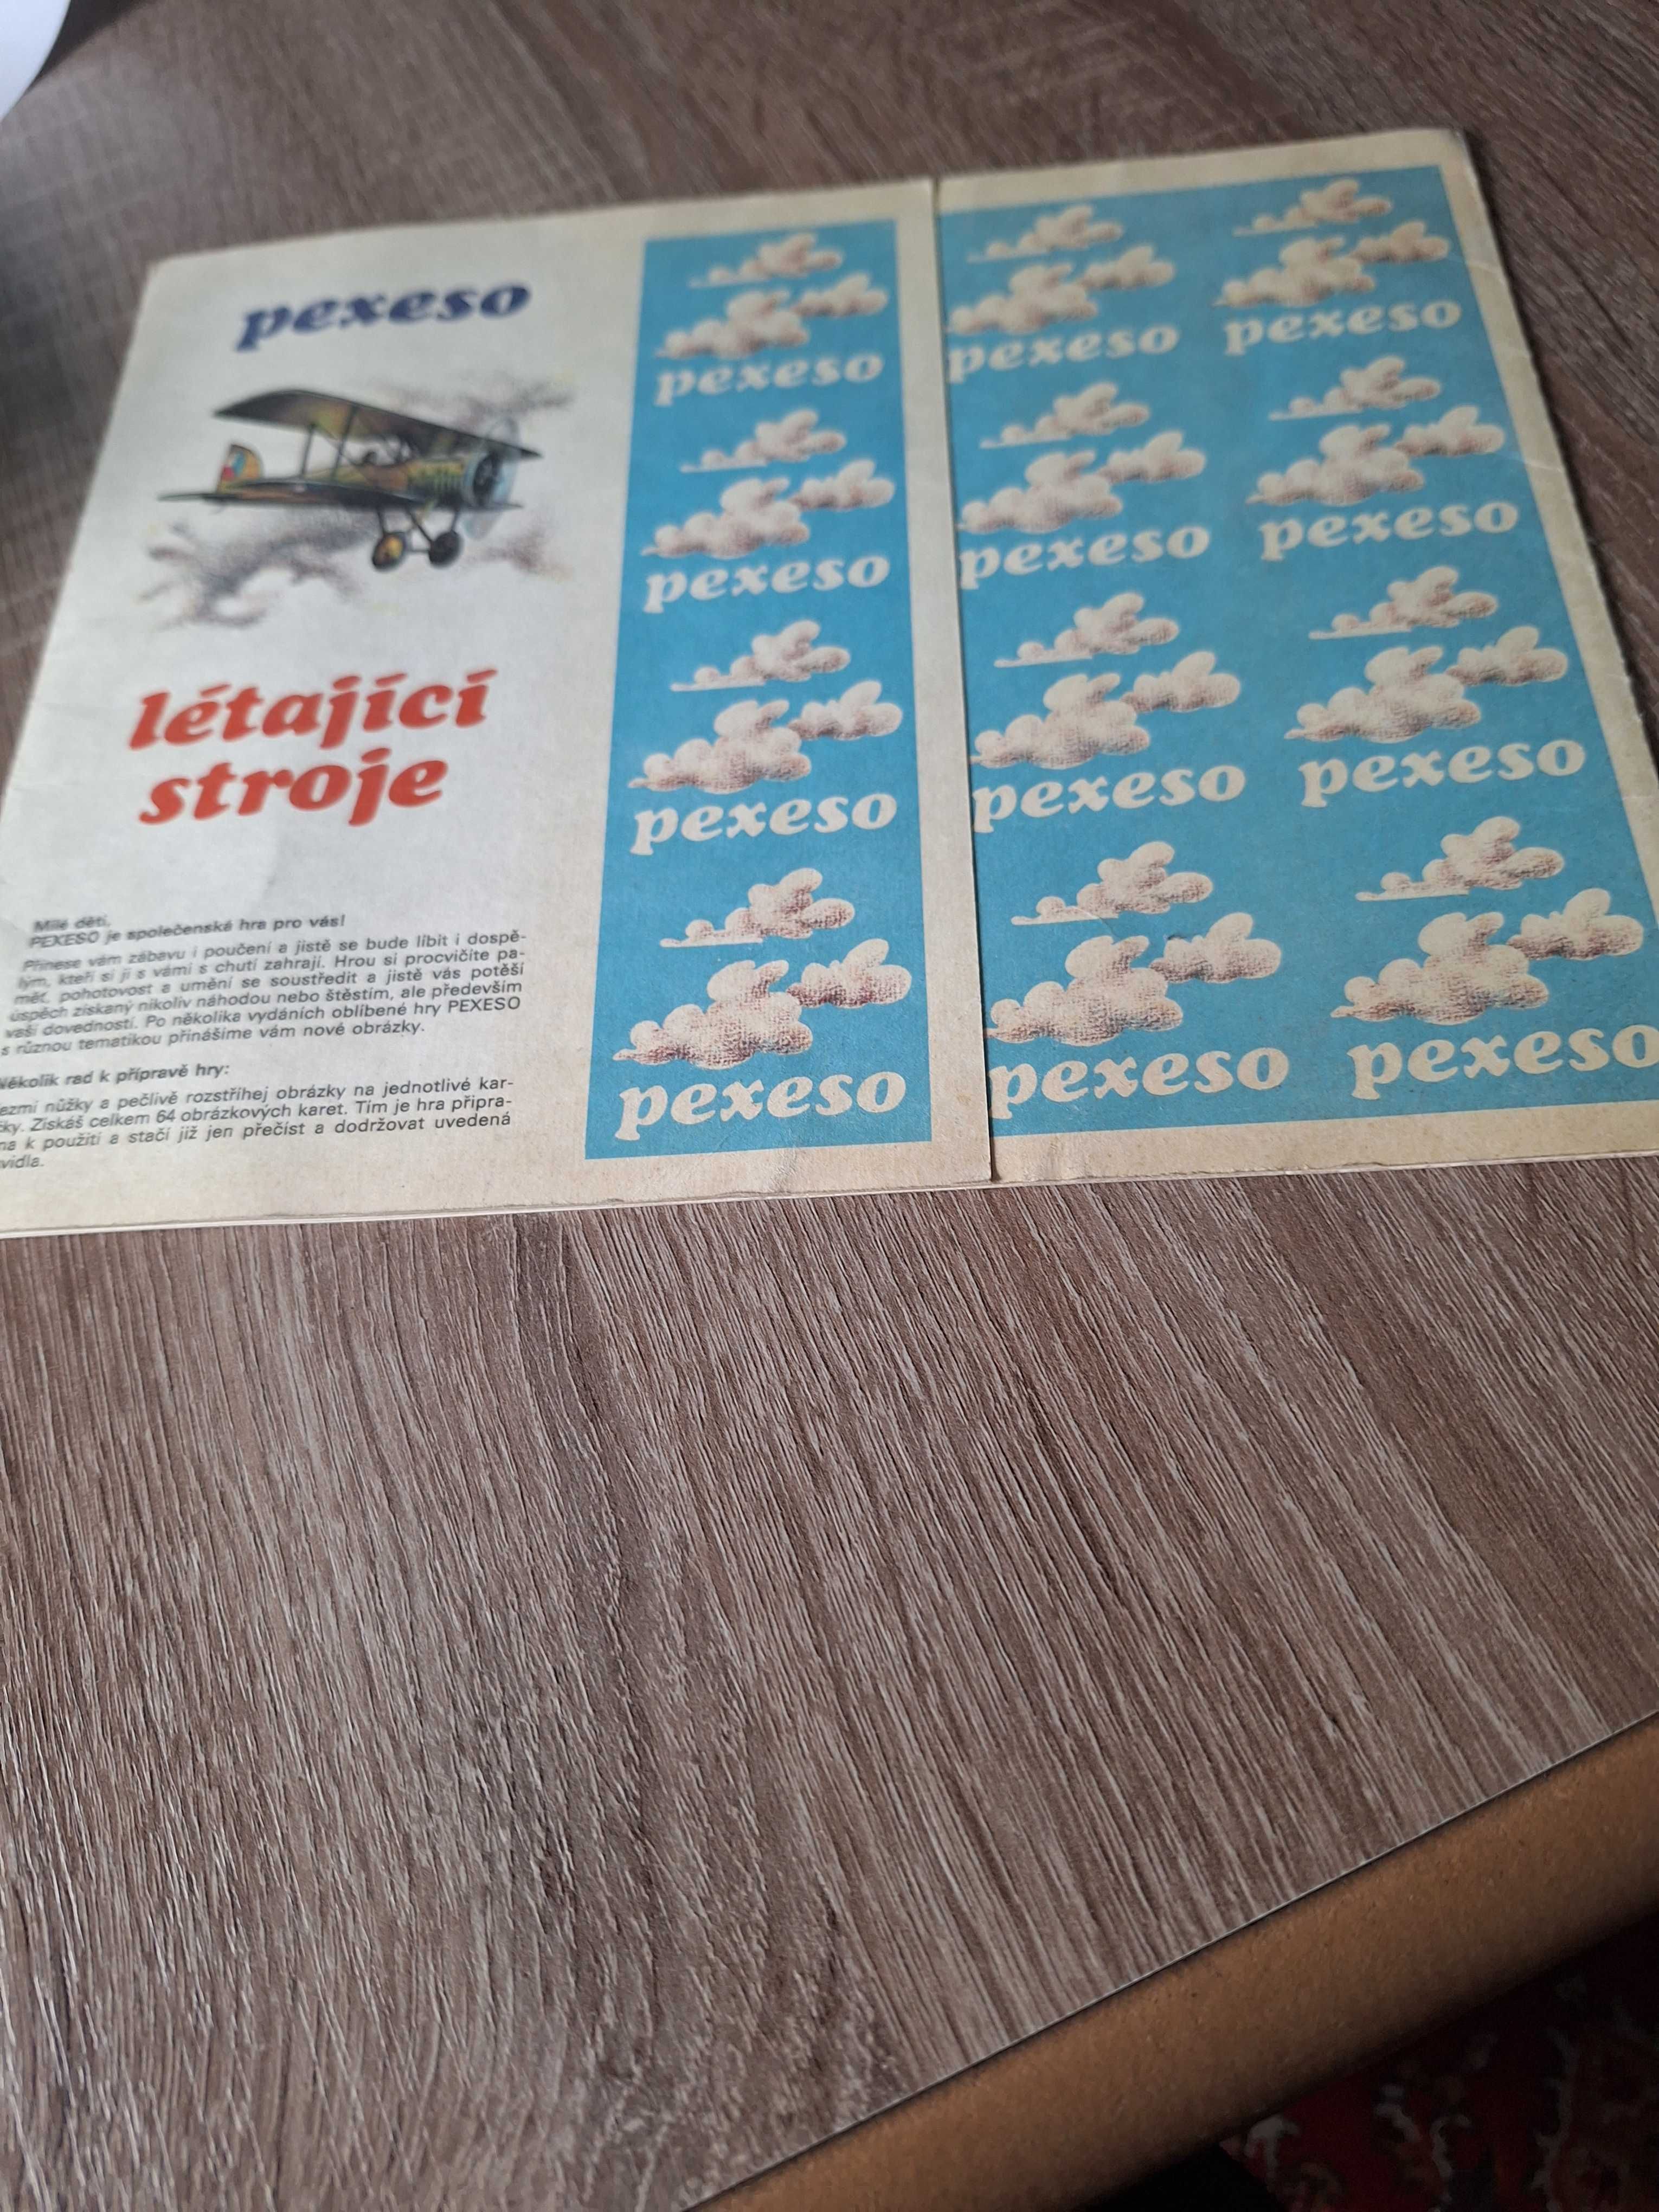 pexeso
létající
stroje
Milé děti,
PEXESO je společenská hra pro vás!
Přinese vám zábavu i poučení a jistě se bude líbit i dospě-
lým, kteří si ji s vámi s chutí zahrají. Hrou si procvičíte pa-
měť, pohotovost a umění se soustředit a jistě vás potěší
úspěch získaný nikoliv náhodou nebo štěstím, ale především
vaší dovedností. Po několika vydáních oblíbené hry PEXESO
s různou tematikou přinášíme vám nové obrázky.
Několik rad k přípravě hry:
ezmi nůžky a pečlivě rozstříhej obrázky na jednotlivé kar-
ky. Získáš celkem 64 obrázkových karet. Tím je hra připra-
na k použití a stačí již jen přečíst a dodržovat uvedená
vidla.
pexeso
pexeso
pexeso
pexeso
pexeso pexeso
pexeso pexeso
pexeso pexeso
pexeso pexeso